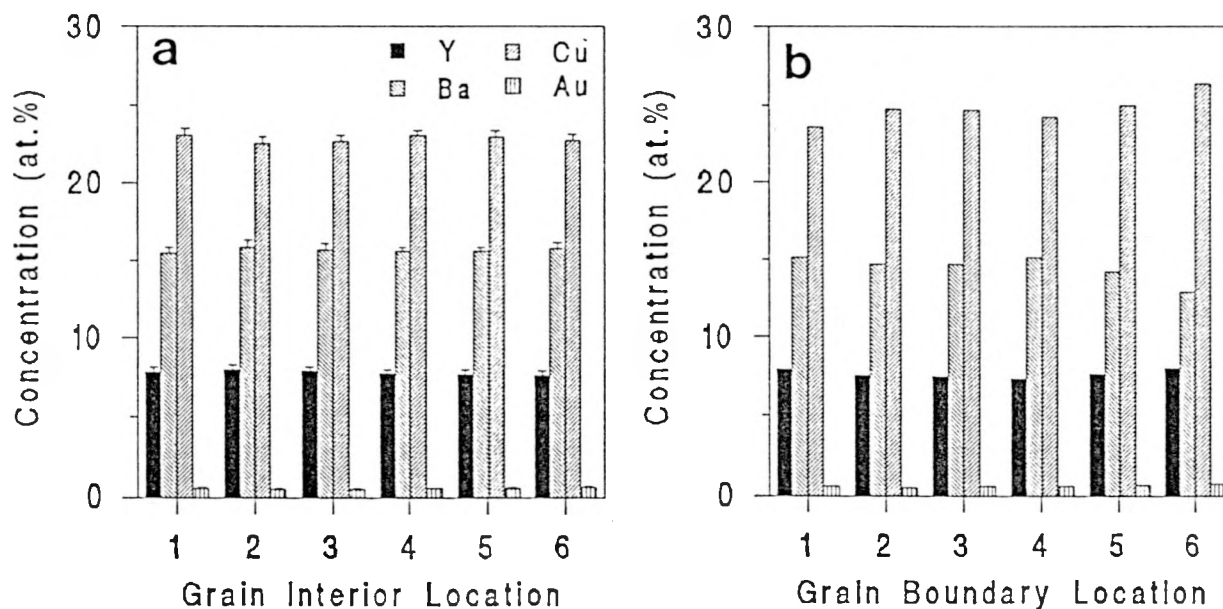 a
Y
Cu
Ba
Au
Concentration (at.%)
30
20
10
0
1 2 3 4 5 6
Grain Interior Location
b
Concentration (at.%)
30
20
10
0
1 2 3 4 5 6
Grain Boundary Location